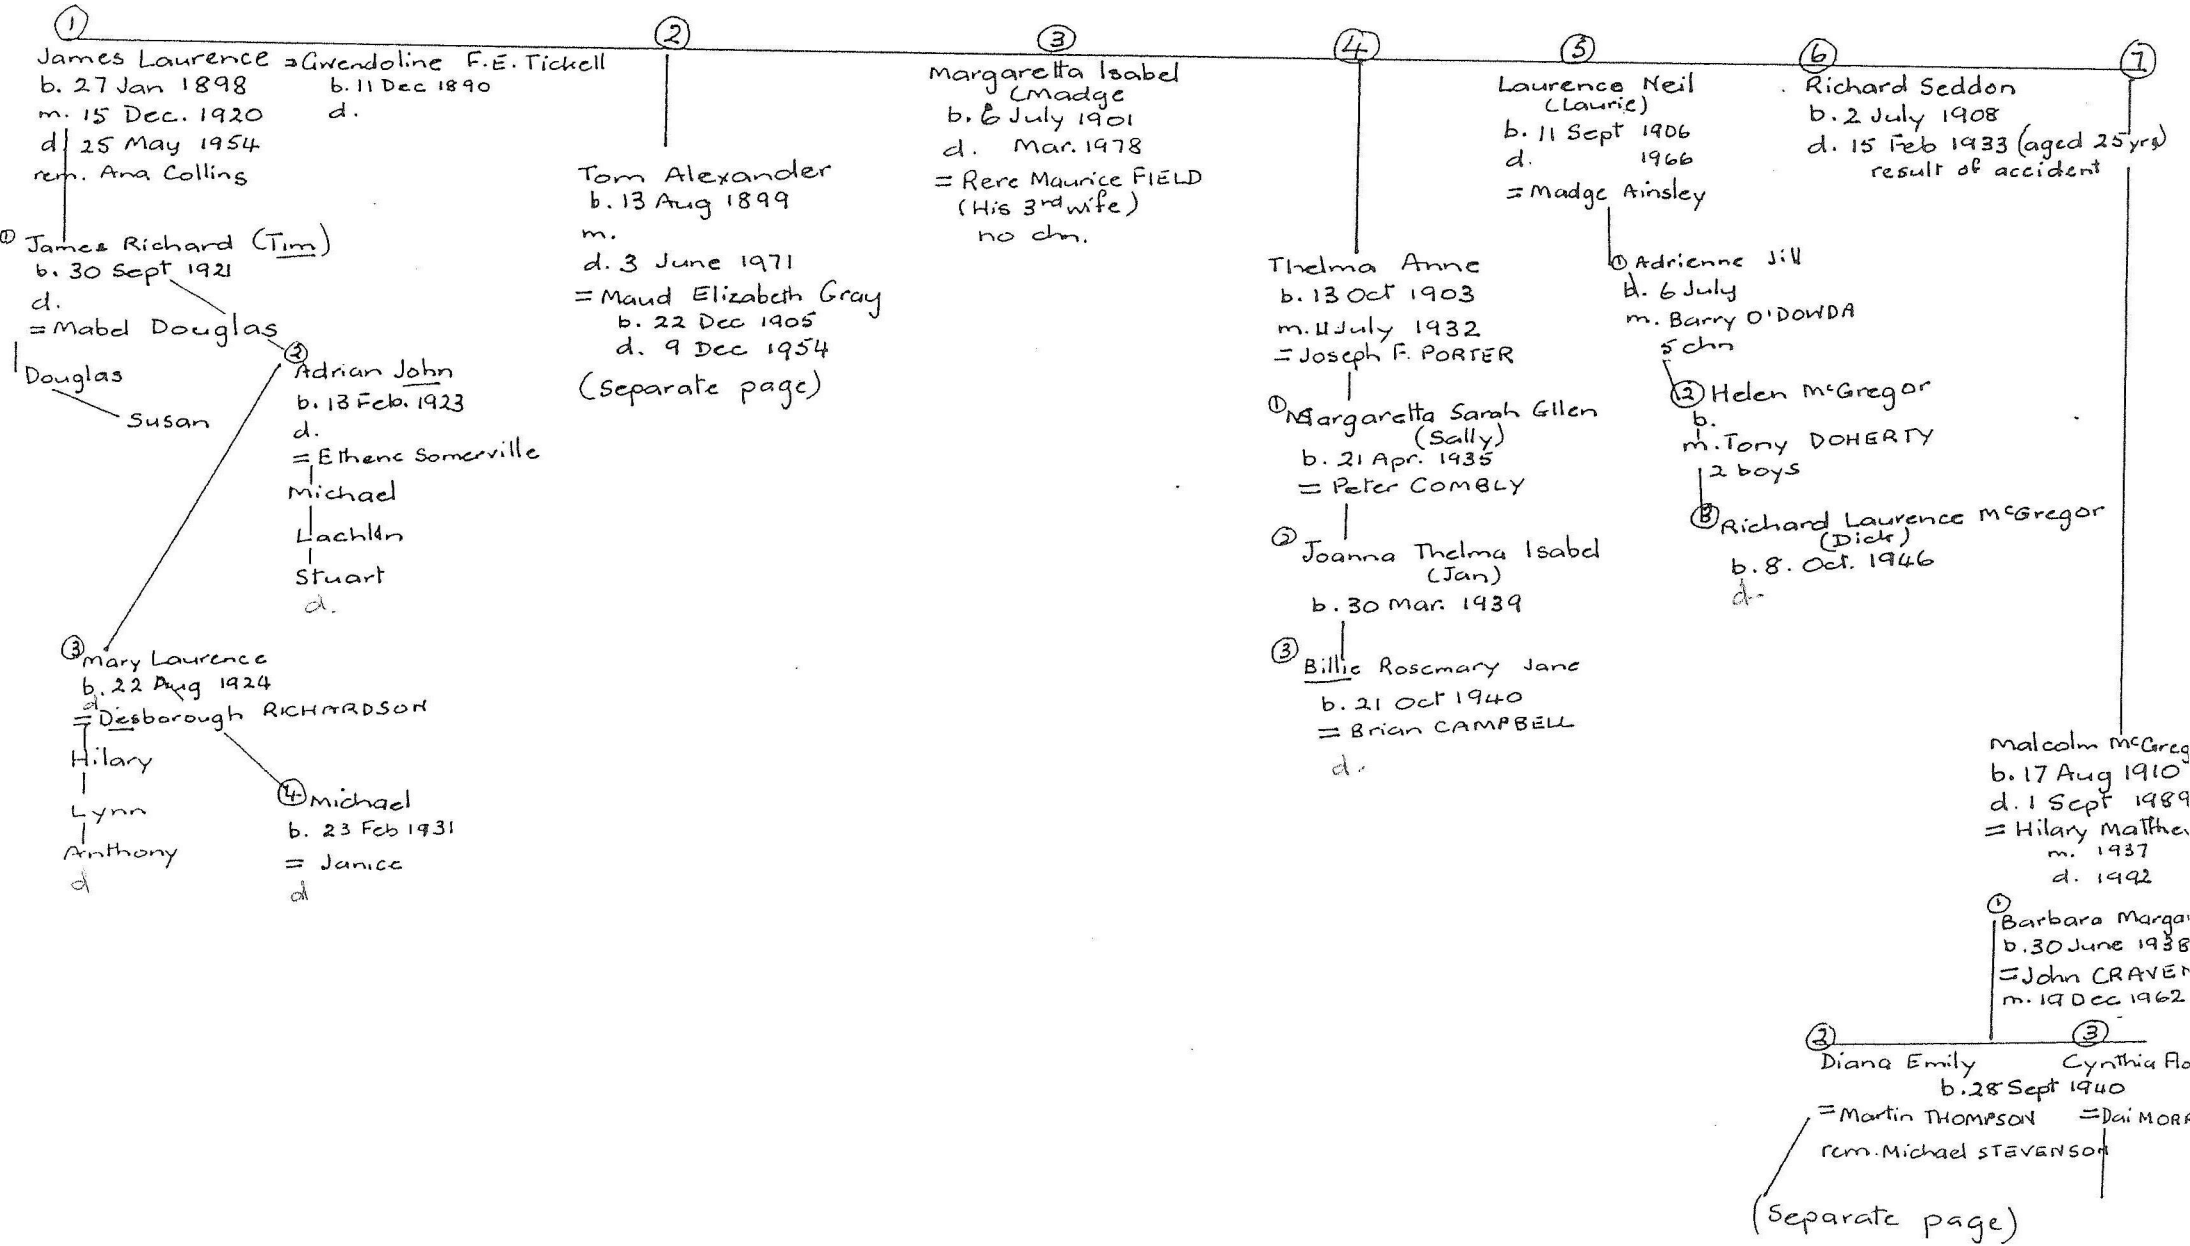 ①
James Laurence = Gwendoline F.E. Tickell
b. 27 Jan 1898 b. 11 Dec 1890
m. 15 Dec. 1920 d.
d 25 May 1954
rem. Ana Collins
① James Richard (Tim)
b. 30 Sept 1921
d.
= Mabel Douglas
Douglas
Susan
②
Adrian John
b. 13 Feb. 1923
d.
= Ethene Somerville
Michael
Lachlan
Stuart
d.
③ Mary Laurence
b. 22 Aug 1924
d
= Desborough RICHARDSON
Hilary
Lynn
Anthony
d
④ Michael
b. 23 Feb 1931
= Janice
d
②
Tom Alexander
b. 13 Aug 1899
m.
d. 3 June 1971
= Maud Elizabeth Gray
b. 22 Dec 1905
d. 9 Dec 1954
(Separate page)
③
Margaretta Isabel
(Madge
b. 6 July 1901
d. Mar. 1978
= Rere Maurice FIELD
(His 3rd wife)
no chn.
④
Thelma Anne
b. 13 Oct 1903
m. 11 July 1932
= Joseph F. PORTER
① Margaretta Sarah Ellen
(Sally)
b. 21 Apr. 1935
= Peter COMBLY
② Joanna Thelma Isabel
(Jan)
b. 30 Mar. 1939
③ Billie Rosemary Jane
b. 21 Oct 1940
= Brian CAMPBELL
d.
⑤
Laurence Neil
(Laurie)
b. 11 Sept 1906
d. 1966
= Madge Ainsley
① Adrienne Jill
b. 6 July
m. Barry O'DOWDA
5 chn
② Helen McGregor
b.
m. Tony DOHERTY
2 boys
③ Richard Laurence McGregor
(Dick)
b. 8. Oct. 1946
d.
⑥
Richard Seddon
b. 2 July 1908
d. 15 Feb 1933 (aged 25 yrs)
result of accident
⑦
Malcolm McGreg
b. 17 Aug 1910
d. 1 Sept 1989
= Hilary Matthe
m. 1937
d. 1992
①
Barbara Marga
b. 30 June 1938
= John CRAVEN
m. 19 Dec 1962
② ③
Diana Emily Cynthia Flo
b. 28 Sept 1940
= Martin THOMPSON = Dai MORR
rem. Michael STEVENSON
(Separate page)